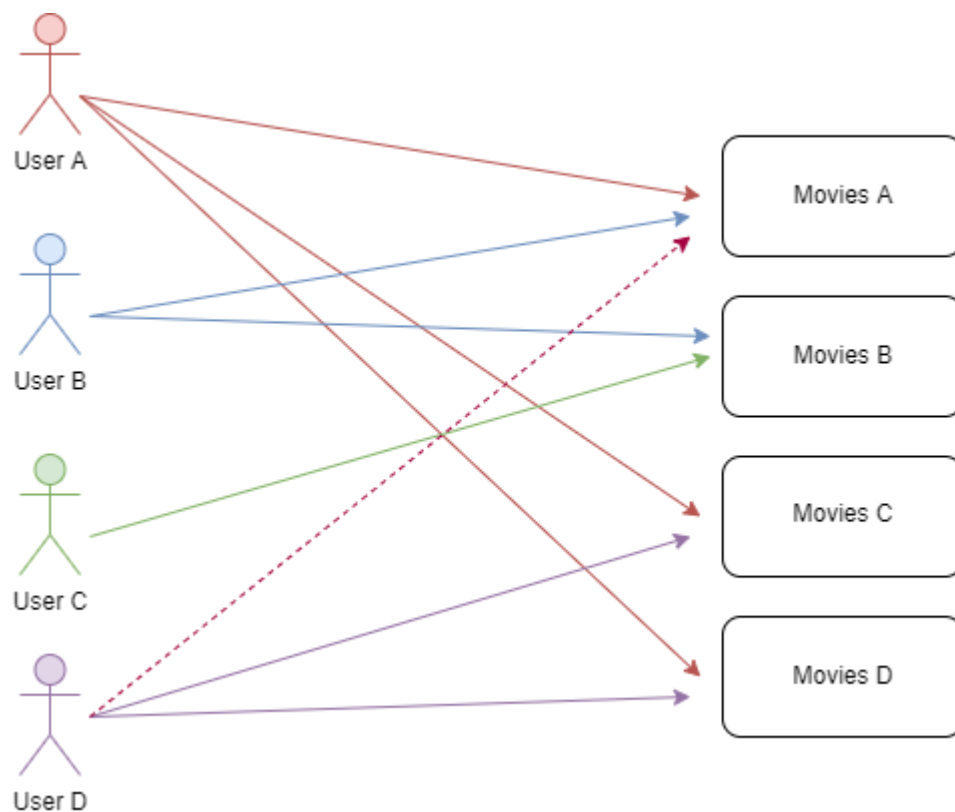 User A
Movies A
User B
Movies B
User C
Movies C
User D
Movies D